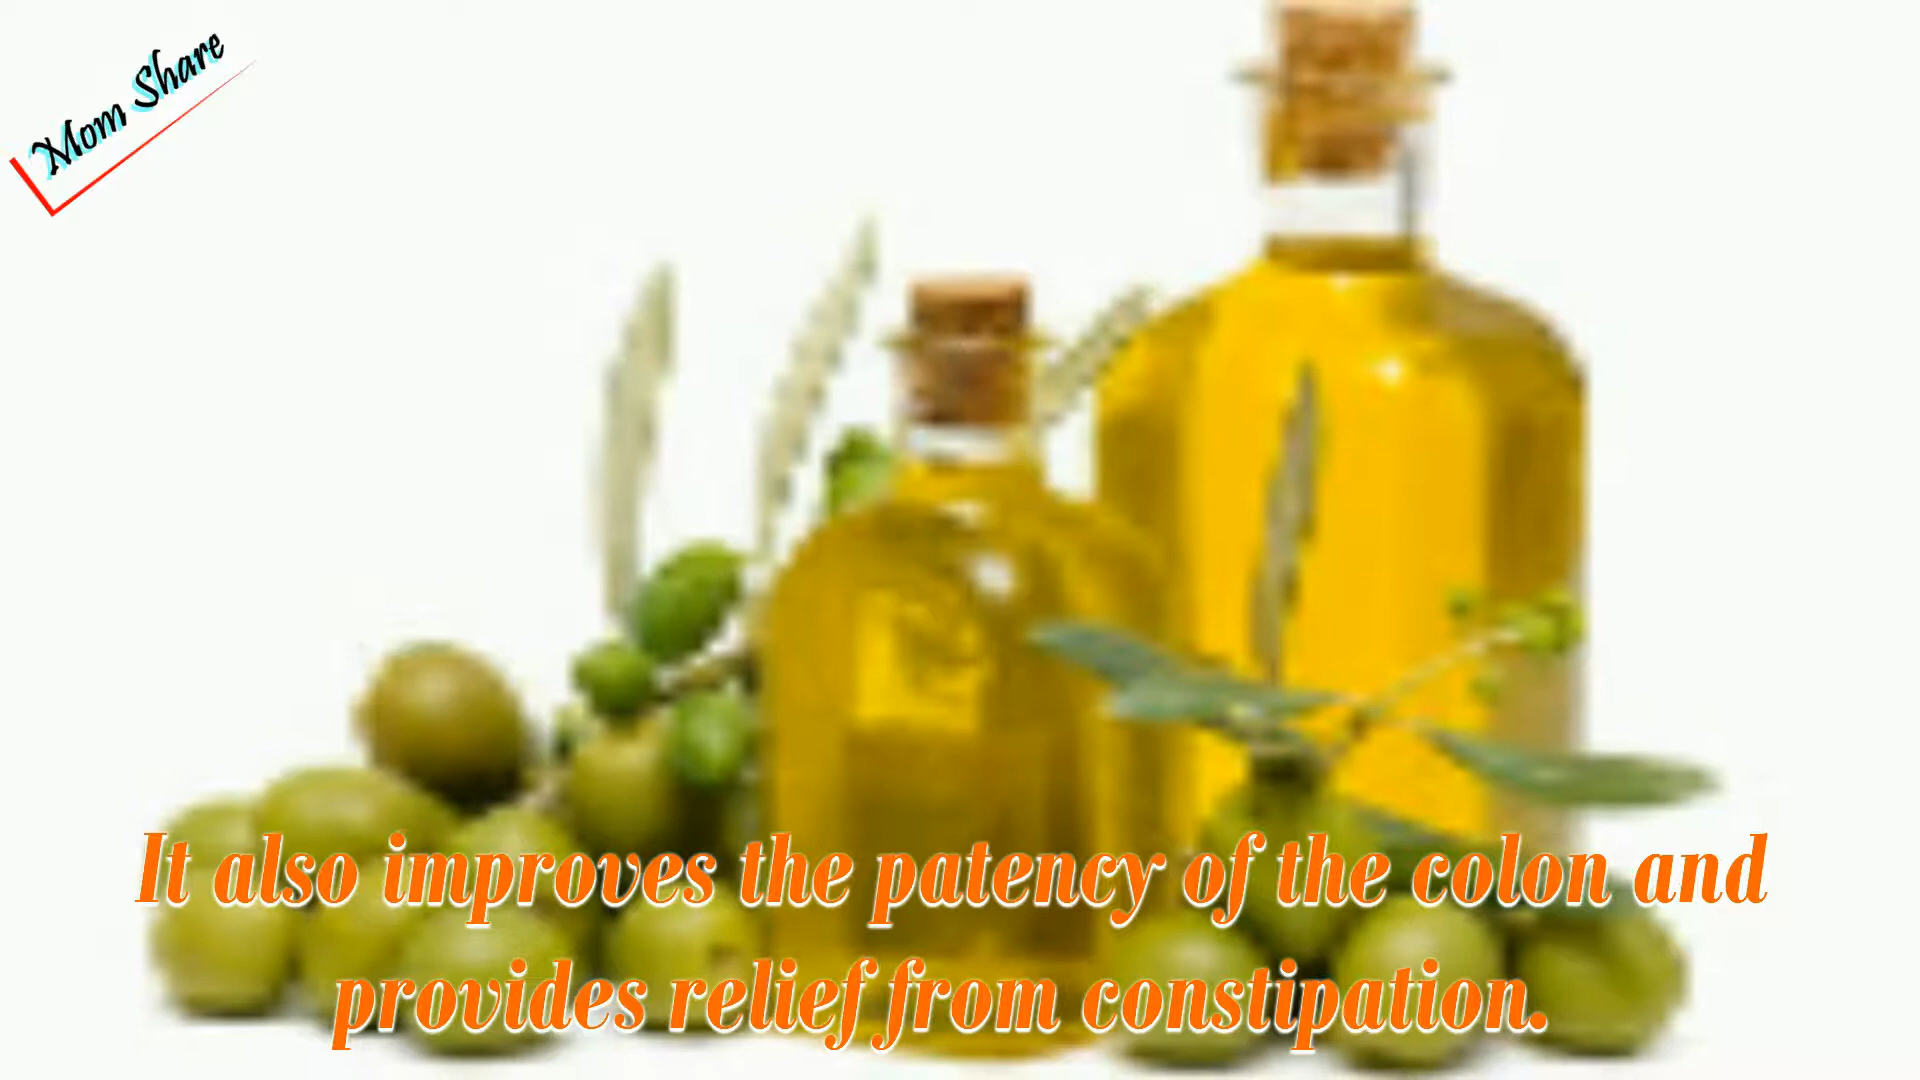 Mom Share
It also improves the patency of the colon and
provides relief from constipation.